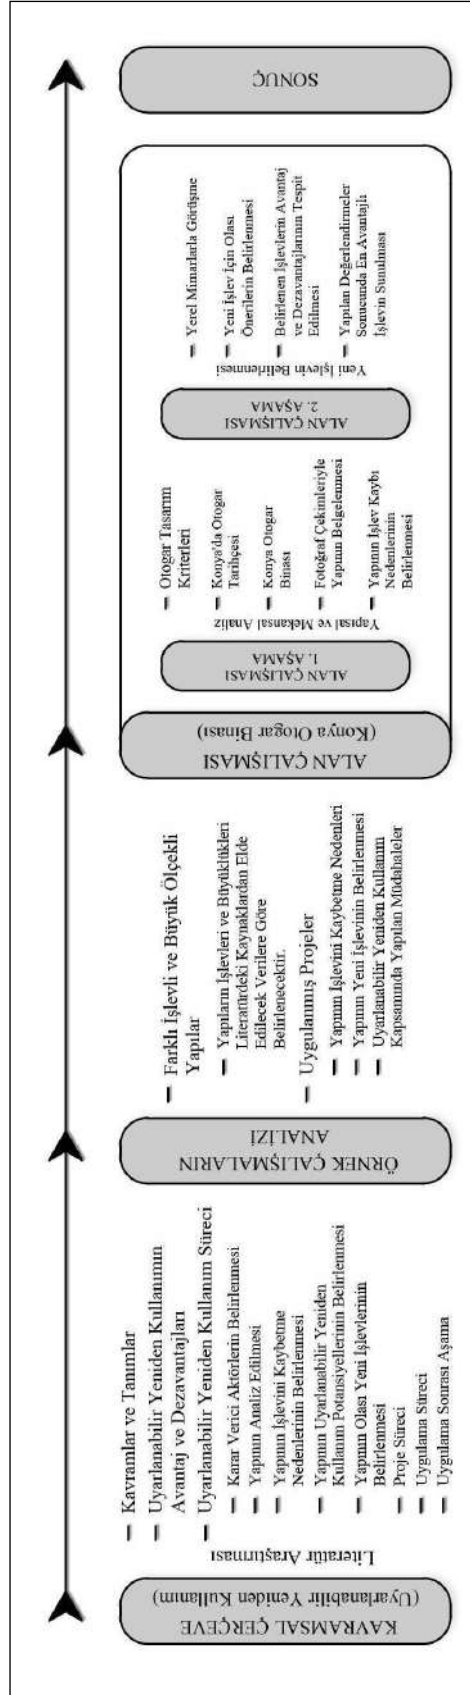 KAVRAMSAL ÇERÇEVE
(Uyarlanabilir Yeniden Kullanım)
Literatür Araştırması
Kavramlar ve Tanımlar
Uyarlanabilir Yeniden Kullanımın
Avantaj ve Dezavantajları
Uyarlanabilir Yeniden Kullanım Süreci
Karar Verici Aktörlerin Belirlenmesi
Yapının Analiz Edilmesi
Yapının İşlevini Kaybetme
Nedenlerinin Belirlenmesi
Yapının Uyarlanabilir Yeniden
Kullanım Potansiyellerinin Belirlenmesi
Yapının Olası Yeni İşlevlerinin
Belirlenmesi
Proje Süreci
Uygulama Süreci
Uygulama Sonrası Aşama
ÖRNEK ÇALIŞMALARIN
ANALİZİ
Farklı İşlevli ve Büyük Ölçekli
Yapılar
Yapıların İşlevleri ve Büyüklükleri
Literatürdeki Kaynaklardan Elde
Edilecek Verilere Göre
Belirlenecektir.
Uygulanmış Projeler
Yapının İşlevini Kaybetme Nedenleri
Yapının Yeni İşlevinin Belirlenmesi
Uyarlanabilir Yeniden Kullanım
Kapsamında Yapılan Müdahaleler
ALAN ÇALIŞMASI
(Konya Otogar Binası)
ALAN ÇALIŞMASI
1. AŞAMA
Yapısal ve Mekansal Analiz
Otogar Tasarım
Kriterleri
Konya'da Otogar
Tarihçesi
Konya Otogar
Binası
Fotoğraf Çekimleriyle
Yapının Belgelenmesi
Yapının İşlev Kaybı
Nedenlerinin
Belirlenmesi
ALAN ÇALIŞMASI
2. AŞAMA
Yeni İşlevin Belirlenmesi
Yerel Mimarlarla Görüşme
Yeni İşlev İçin Olası
Önerilerin Belirlenmesi
Belirlenen İşlevlerin Avantaj
ve Dezavantajlarının Tespit
Edilmesi
Yapılan Değerlendirmeler
Sonucunda En Avantajlı
İşlevin Sunulması
SONUÇ